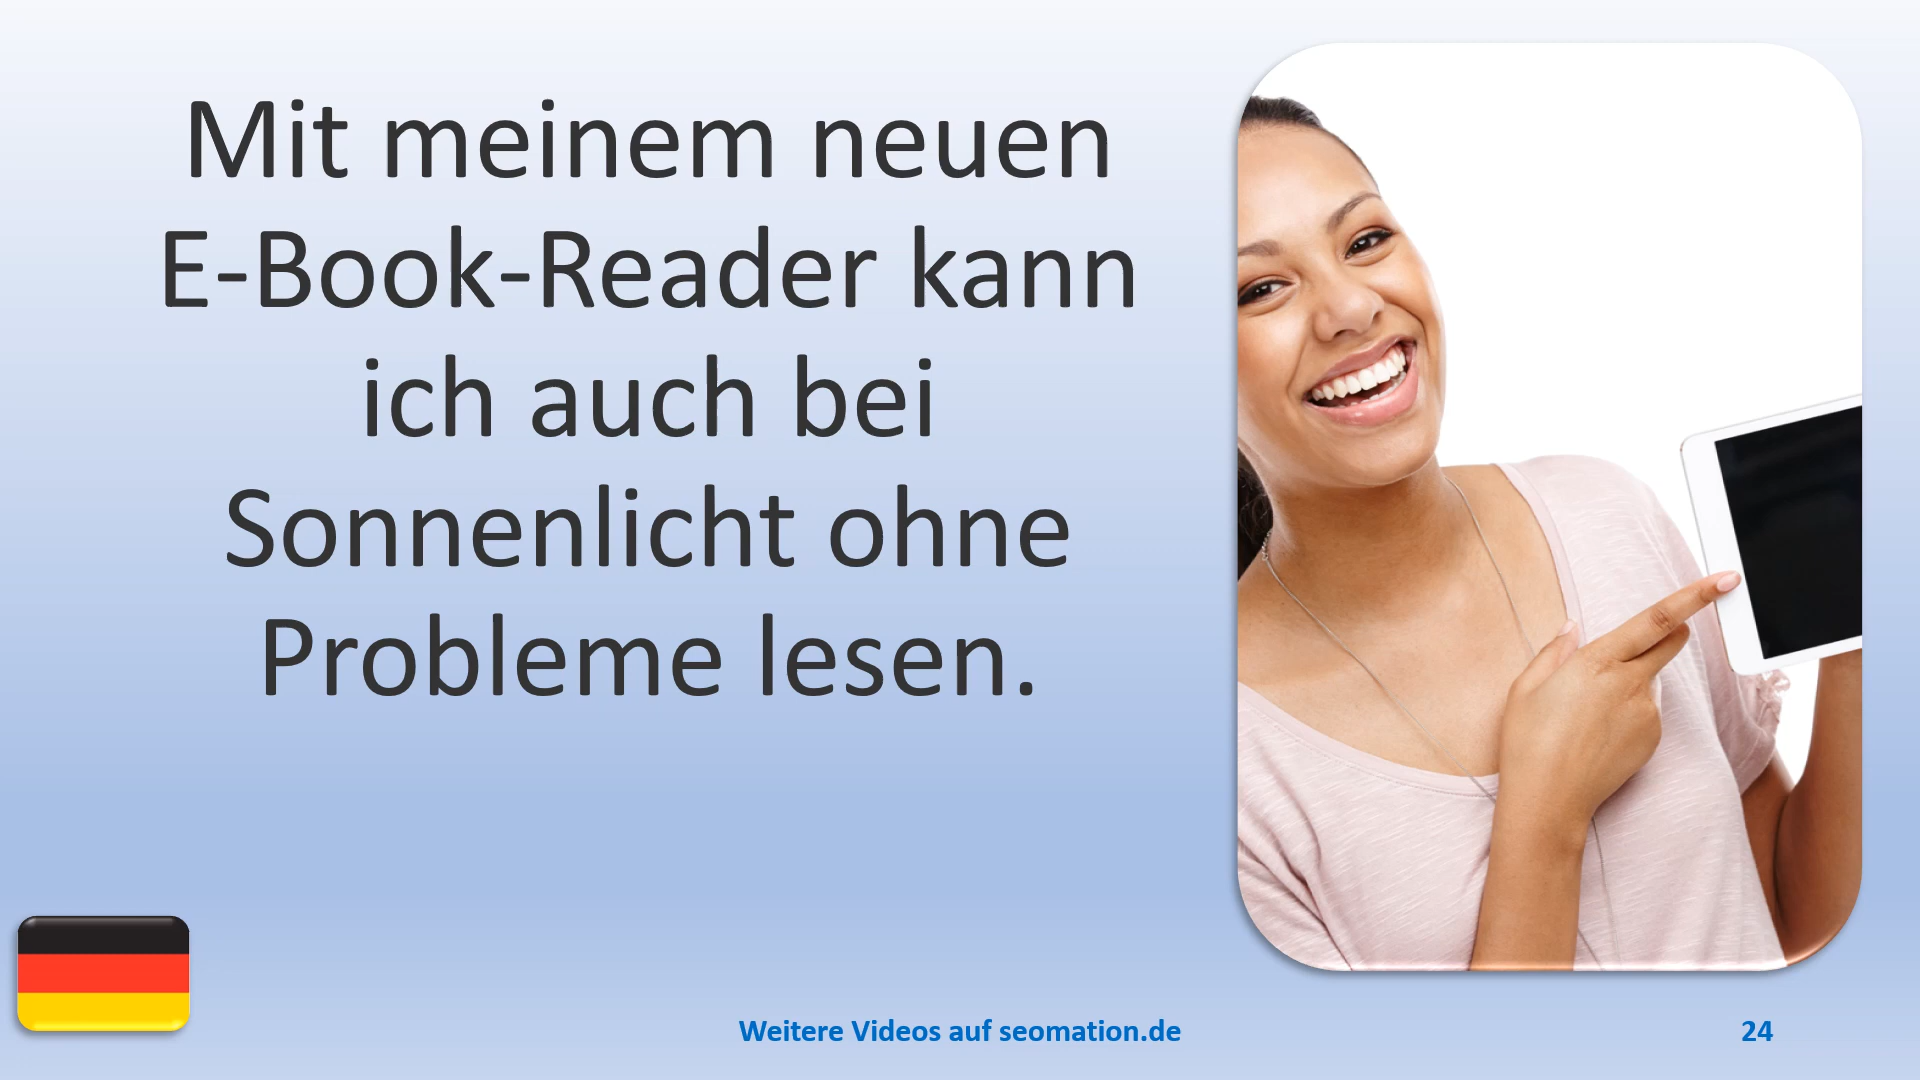 Mit meinem neuen
E-Book-Reader kann
ich auch bei
Sonnenlicht ohne
Probleme lesen.
Weitere Videos auf seomation.de
24